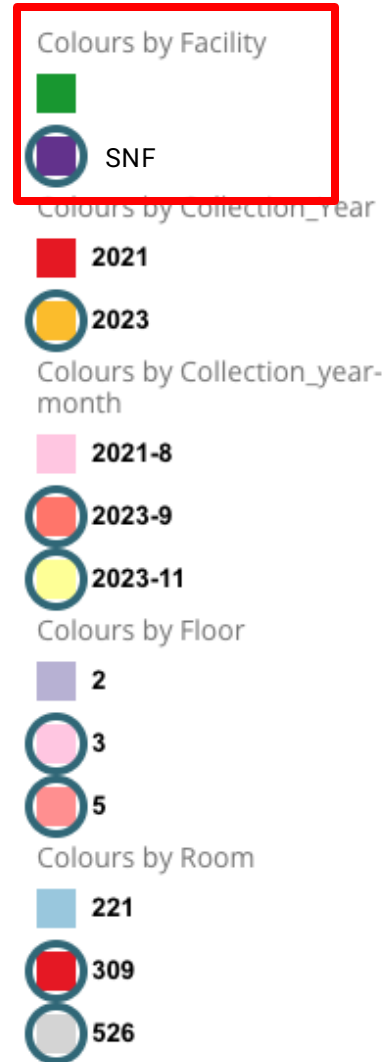 Colours by Facility
SNF
Colours by Collection_Year
2021
2023
Colours by Collection_year-
month
2021-8
2023-9
2023-11
Colours by Floor
2
3
5
Colours by Room
221
309
526